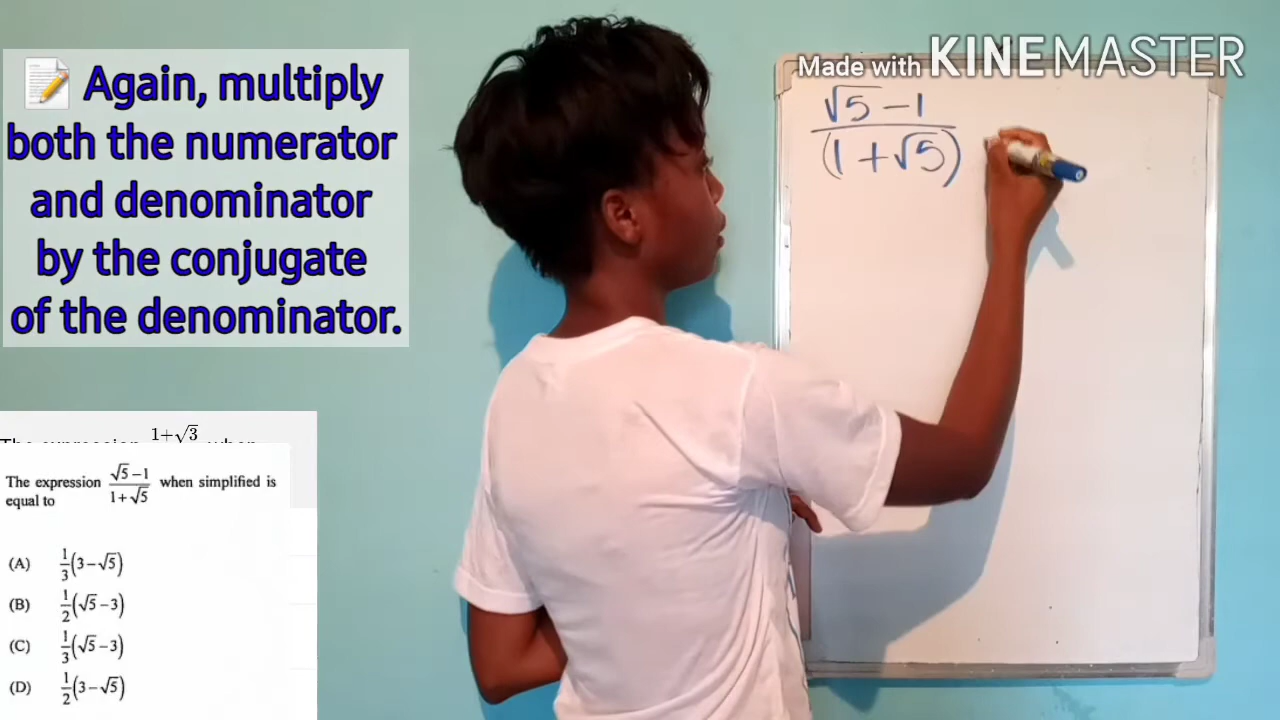 📝 Again, multiply
both the numerator
and denominator
by the conjugate
of the denominator.
Made with KINEMASTER
√5 - 1
(1 + √5)
1+√3
The expression √5 - 1 / 1 + √5 when simplified is
equal to
(A) 1/3(3 - √5)
(B) 1/2(√5 - 3)
(C) 1/3(√5 - 3)
(D) 1/2(3 - √5)